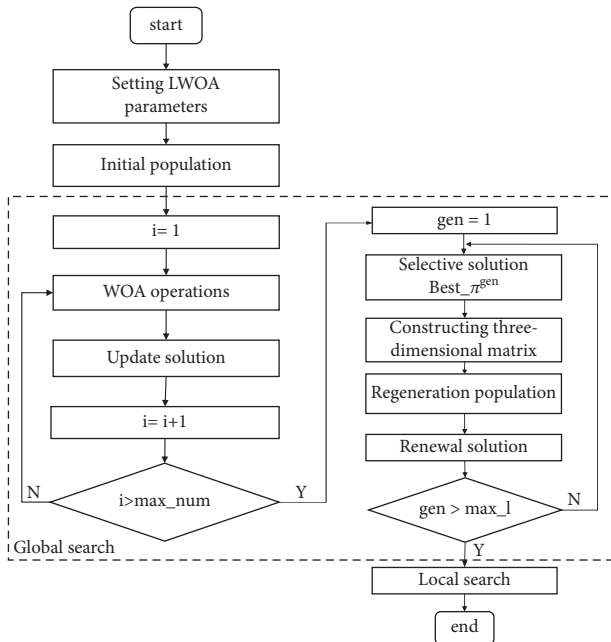 start
Setting LWOA
parameters
Initial population
i= 1
WOA operations
Update solution
i= i+1
i>max_num
N
Y
Global search
gen = 1
Selective solution
Best_π^gen
Constructing three-
dimensional matrix
Regeneration population
Renewal solution
gen > max_l
N
Y
Local search
end